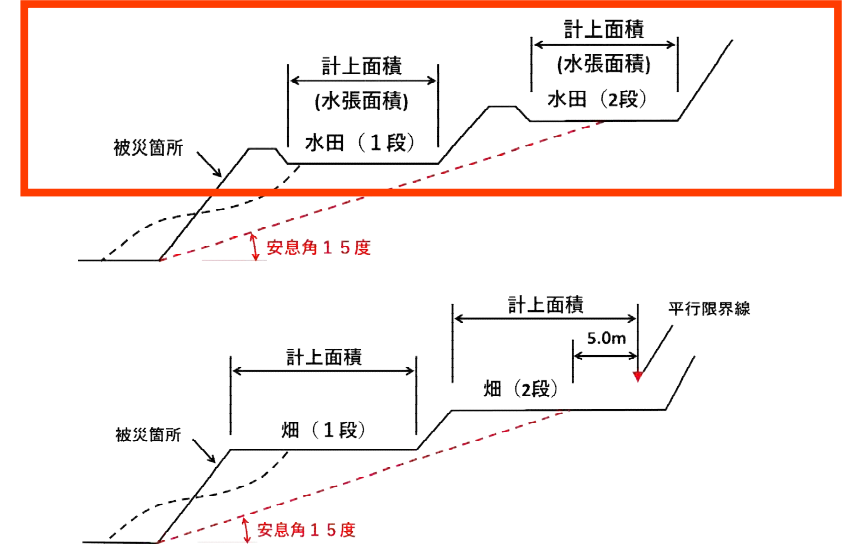 計上面積
(水張面積)
水田（2段）
計上面積
(水張面積)
水田（１段）
被災箇所
安息角１５度
計上面積
平行限界線
5.0m
計上面積
畑（2段）
畑（１段）
被災箇所
安息角１５度